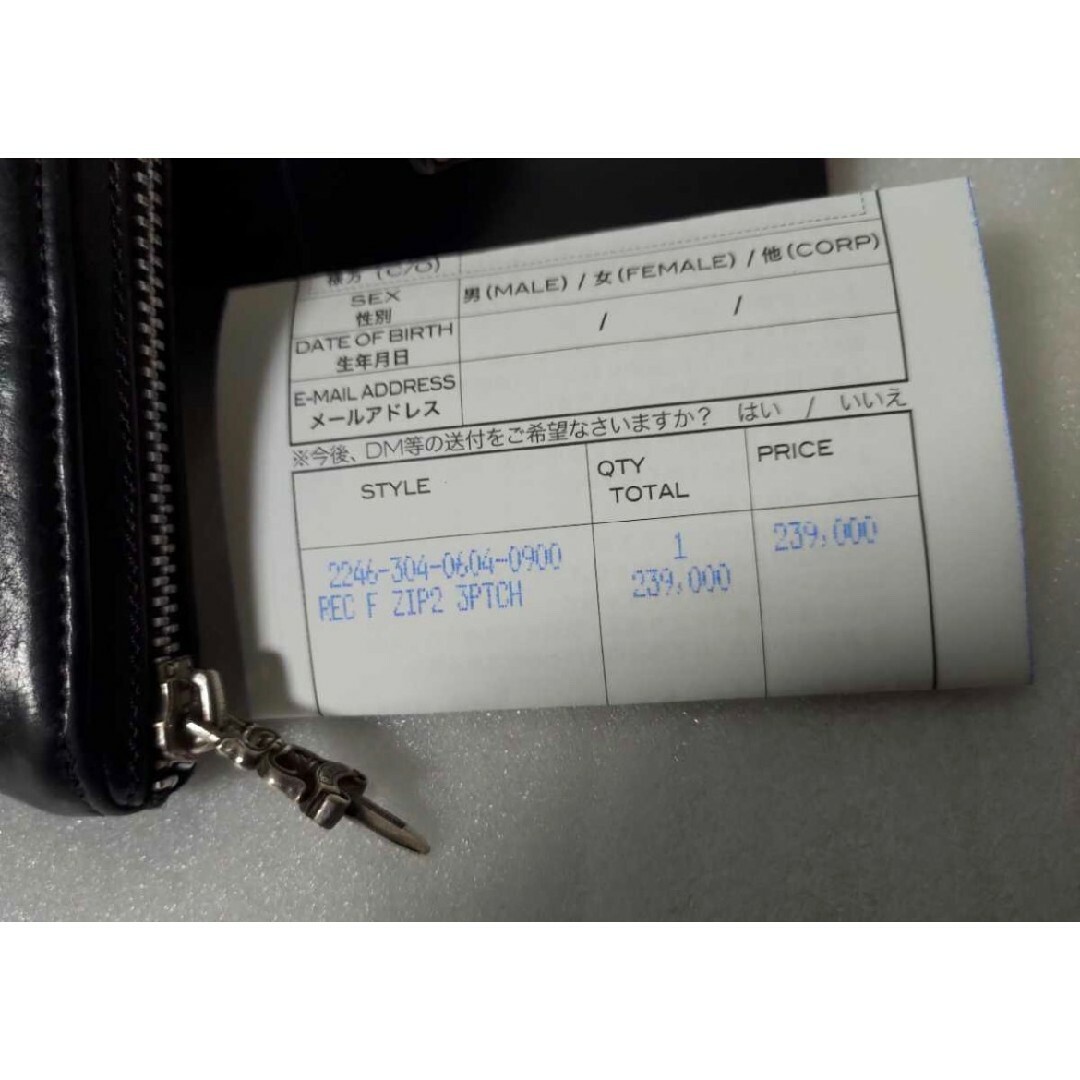 様方 (C/O)
SEX
性別
男(MALE) / 女(FEMALE) / 他(CORP)
DATE OF BIRTH
生年月日
/ /
E-MAIL ADDRESS
メールアドレス
※今後、DM等の送付をご希望なさいますか? はい / いいえ
STYLE
QTY
TOTAL
PRICE
2246-304-0604-0900
REC F ZIP2 3PTCH
1
239,000
239,000